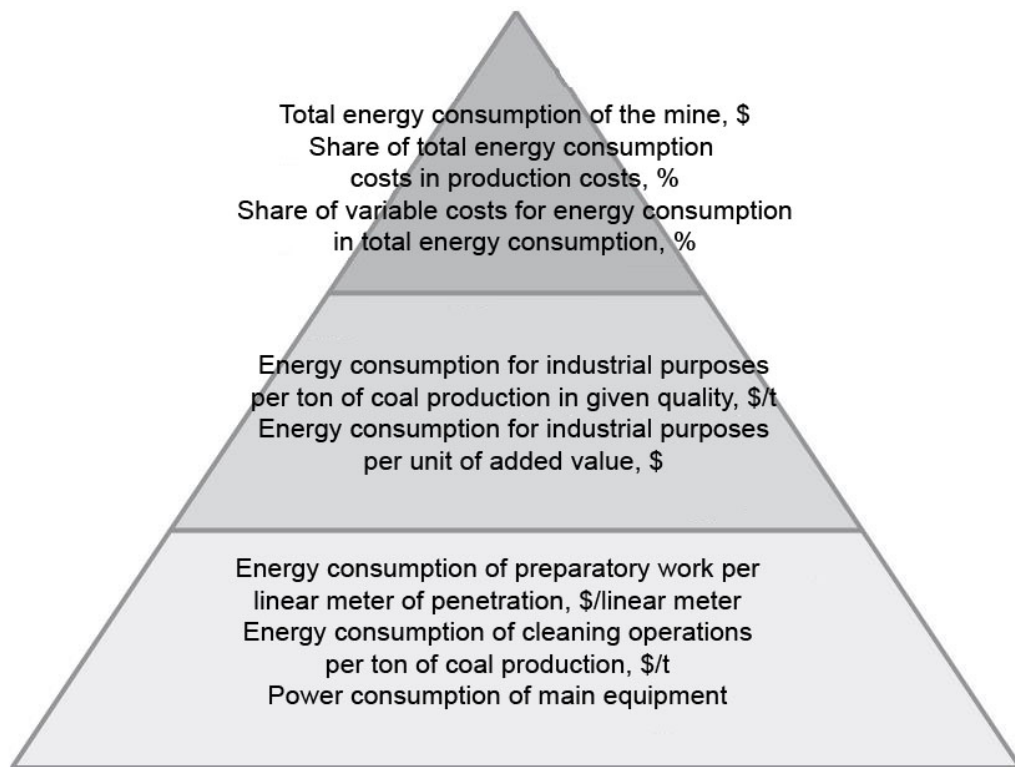 Total energy consumption of the mine, $
Share of total energy consumption
costs in production costs, %
Share of variable costs for energy consumption
in total energy consumption, %
Energy consumption for industrial purposes
per ton of coal production in given quality, $/t
Energy consumption for industrial purposes
per unit of added value, $
Energy consumption of preparatory work per
linear meter of penetration, $/linear meter
Energy consumption of cleaning operations
per ton of coal production, $/t
Power consumption of main equipment